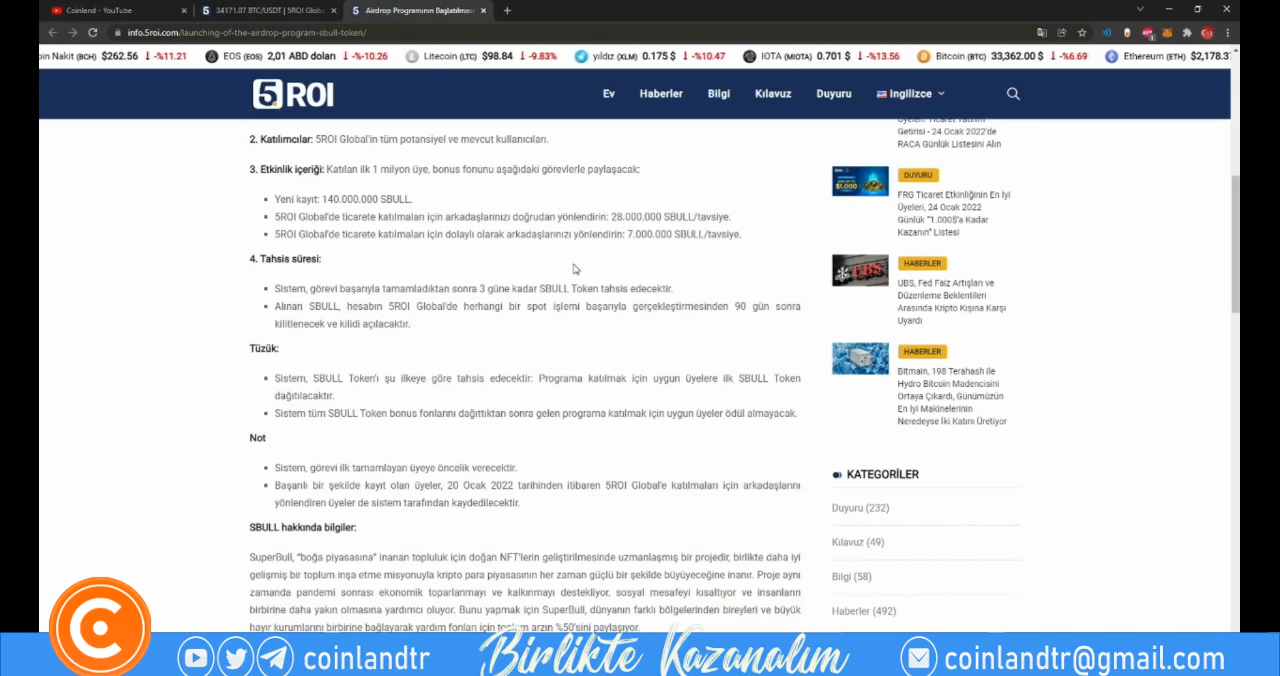 Coinland - YouTube
34171.07 BTC/USDT | 5ROI Globa
Airdrop Programının Başlatılması
info.5roi.com/launching-of-the-airdrop-program-sbull-token/
in Nakit (BCH) $262.56 ↓ -%11.21 EOS (EOS) 2,01 ABD doları ↓ -%-10.26 Litecoin (LTC) $98.84 ↓ -9.83% yıldız (XLM) 0.175 $ ↓ -%10.47 IOTA (MIOTA) 0.701 $ ↓ -%13.56 Bitcoin (BTC) 33,362.00 $ ↓ -%6.69 Ethereum (ETH) $2,178.3
5ROI
Ev Haberler Bilgi Kılavuz Duyuru Ingilizce
2. Katılımcılar: 5ROI Global'in tüm potansiyel ve mevcut kullanıcıları.
3. Etkinlik içeriği: Katılan ilk 1 milyon üye, bonus fonunu aşağıdaki görevlerle paylaşacak:
Yeni kayıt: 140.000.000 SBULL.
5ROI Global'de ticarete katılmaları için arkadaşlarınızı doğrudan yönlendirin: 28.000.000 SBULL/tavsiye.
5ROI Global'de ticarete katılmaları için dolaylı olarak arkadaşlarınızı yönlendirin: 7.000.000 SBULL/tavsiye.
4. Tahsis süresi:
Sistem, görevi başarıyla tamamladıktan sonra 3 güne kadar SBULL Token tahsis edecektir.
Alınan SBULL, hesabın 5ROI Global'de herhangi bir spot işlemi başarıyla gerçekleştirmesinden 90 gün sonra
kilitlenecek ve kilidi açılacaktır.
Tüzük:
Sistem, SBULL Token'ı şu ilkeye göre tahsis edecektir: Programa katılmak için uygun üyelere ilk SBULL Token
dağıtılacaktır.
Sistem tüm SBULL Token bonus fonlarını dağıttıktan sonra gelen programa katılmak için uygun üyeler ödül almayacak.
Not
Sistem, görevi ilk tamamlayan üyeye öncelik verecektir.
Başarılı bir şekilde kayıt olan üyeler, 20 Ocak 2022 tarihinden itibaren 5ROI Global'e katılmaları için arkadaşlarını
yönlendiren üyeler de sistem tarafından kaydedilecektir.
SBULL hakkında bilgiler:
SuperBull, "boğa piyasasına" inanan topluluk için doğan NFT'lerin geliştirilmesinde uzmanlaşmış bir projedir, birlikte daha iyi
gelişmiş bir toplum inşa etme misyonuyla kripto para piyasasının her zaman güçlü bir şekilde büyüyeceğine inanır. Proje aynı
zamanda pandemi sonrası ekonomik toparlanmayı ve kalkınmayı destekliyor, sosyal mesafeyi kısaltıyor ve insanların
birbirine daha yakın olmasına yardımcı oluyor. Bunu yapmak için SuperBull, dünyanın farklı bölgelerinden bireyleri ve büyük
hayır kurumlarını birbirine bağlayarak yardım fonları için toplam arzın %50'sini paylaşıyor.
Üyeleri: Ticaret Yatırım
Getirisi - 24 Ocak 2022'de
RACA Günlük Listesini Alın
DUYURU
FRG Ticaret Etkinliğinin En İyi
Üyeleri, 24 Ocak 2022
Günlük "1.000$'a Kadar
Kazanın" Listesi
UBS
HABERLER
UBS, Fed Faiz Artışları ve
Düzenleme Beklentileri
Arasında Kripto Kışına Karşı
Uyardı
HABERLER
Bitmain, 198 Terahash ile
Hydro Bitcoin Madencisini
Ortaya Çıkardı, Günümüzün
En İyi Makinelerinin
Neredeyse İki Katını Üretiyor
KATEGORİLER
Duyuru (232)
Kılavuz (49)
Bilgi (58)
Haberler (492)
coinlandtr
Birlikte Kazanalım
coinlandtr@gmail.com